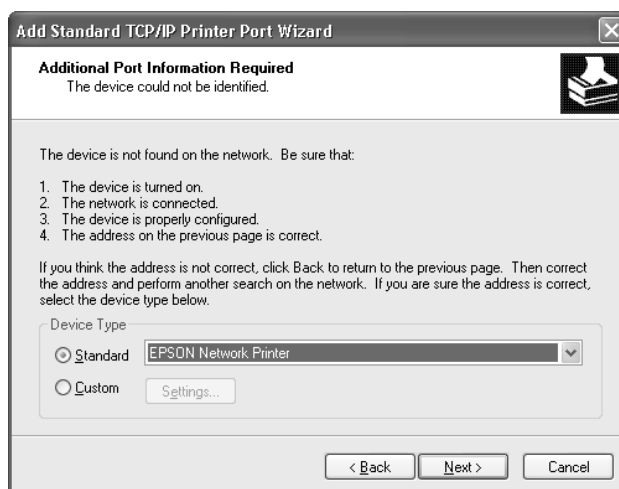 Add Standard TCP/IP Printer Port Wizard
Additional Port Information Required
The device could not be identified.
The device is not found on the network.  Be sure that:
1.  The device is turned on.
2.  The network is connected.
3.  The device is properly configured.
4.  The address on the previous page is correct.
If you think the address is not correct, click Back to return to the previous page.  Then correct
the address and perform another search on the network.  If you are sure the address is correct,
select the device type below.
Device Type
Standard EPSON Network Printer
Custom Settings...
< Back Next > Cancel